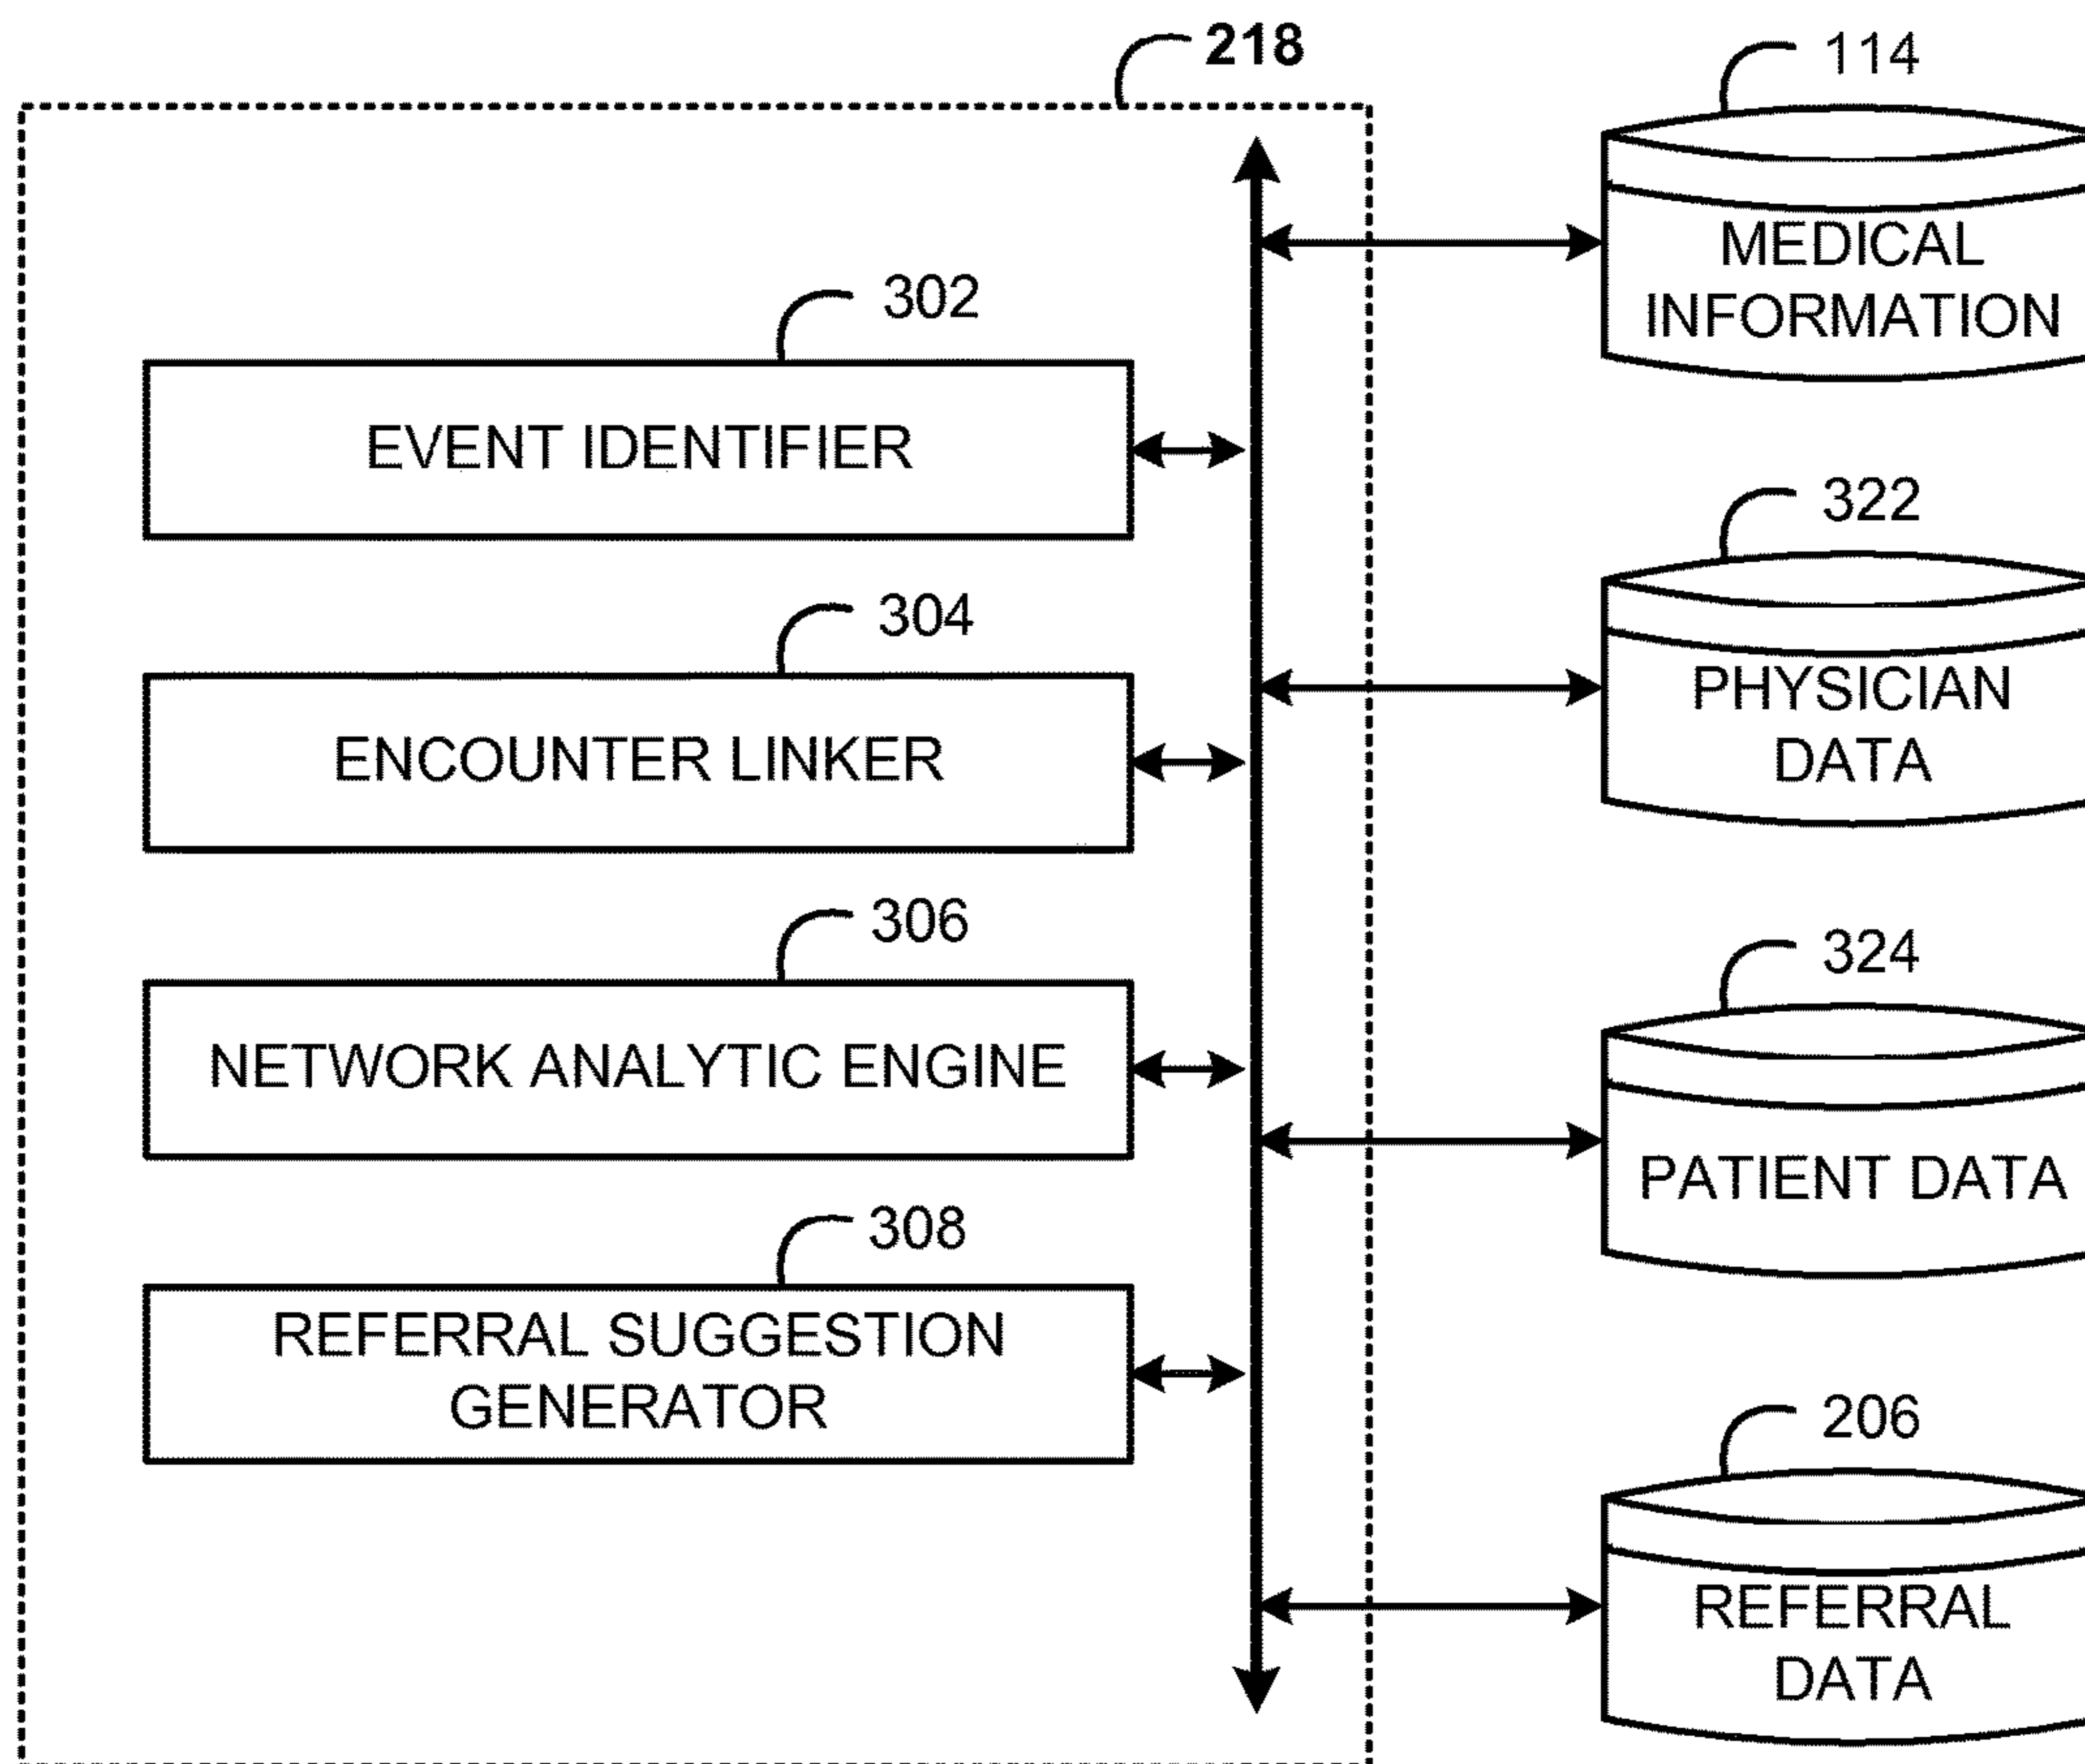 218
114
MEDICAL
INFORMATION
302
EVENT IDENTIFIER
322
PHYSICIAN
DATA
304
ENCOUNTER LINKER
306
NETWORK ANALYTIC ENGINE
324
PATIENT DATA
308
REFERRAL SUGGESTION
GENERATOR
206
REFERRAL
DATA